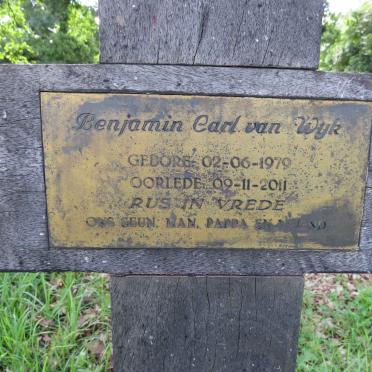 Benjamin Carl van Wyk
GEBORE: 02-06-1979
OORLEDE: 09-11-2011
RUS IN VREDE
ONS SEUN, MAN, PAPPA EN VRIEND